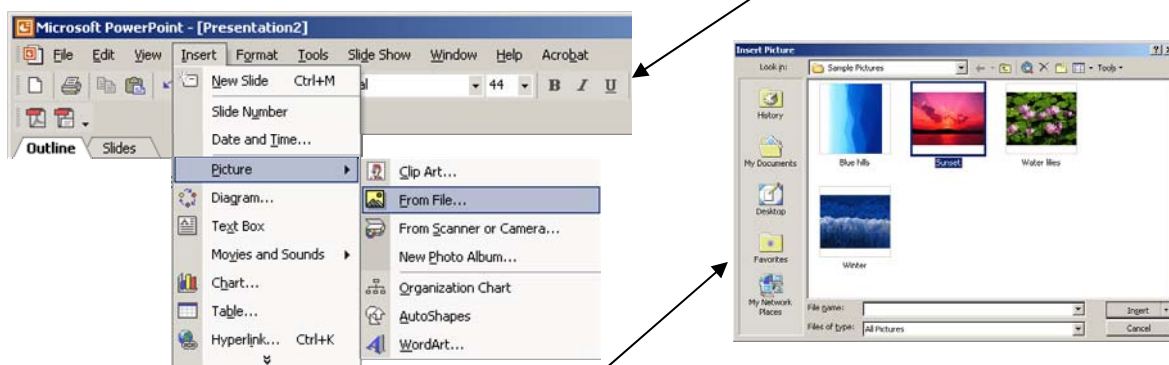 Microsoft PowerPoint - [Presentation2]
File Edit View Insert Format Tools Slide Show Window Help Acrobat
New Slide Ctrl+M
al 44 B I U
Slide Number
Date and Time...
Outline Slides
Picture
Clip Art...
Diagram...
From File...
Text Box
From Scanner or Camera...
Movies and Sounds
New Photo Album...
Chart...
Organization Chart
Table...
AutoShapes
Hyperlink... Ctrl+K
WordArt...
Insert Picture
Look in: Sample Pictures Tools
History
My Documents
Desktop
Favorites
My Network
Places
Blue hills Sunset Water lilies
Winter
File name: Insert
Files of type: All Pictures Cancel